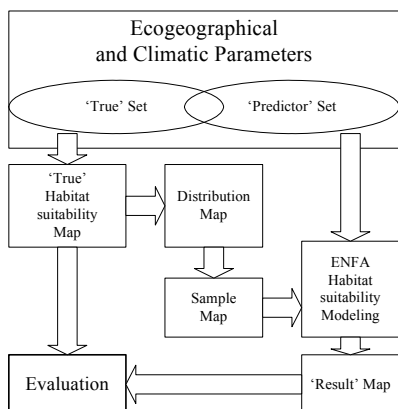 Ecogeographical
and Climatic Parameters
‘True’ Set
‘Predictor’ Set
‘True’
Habitat
suitability
Map
Distribution
Map
Sample
Map
ENFA
Habitat
suitability
Modeling
Evaluation
‘Result’ Map